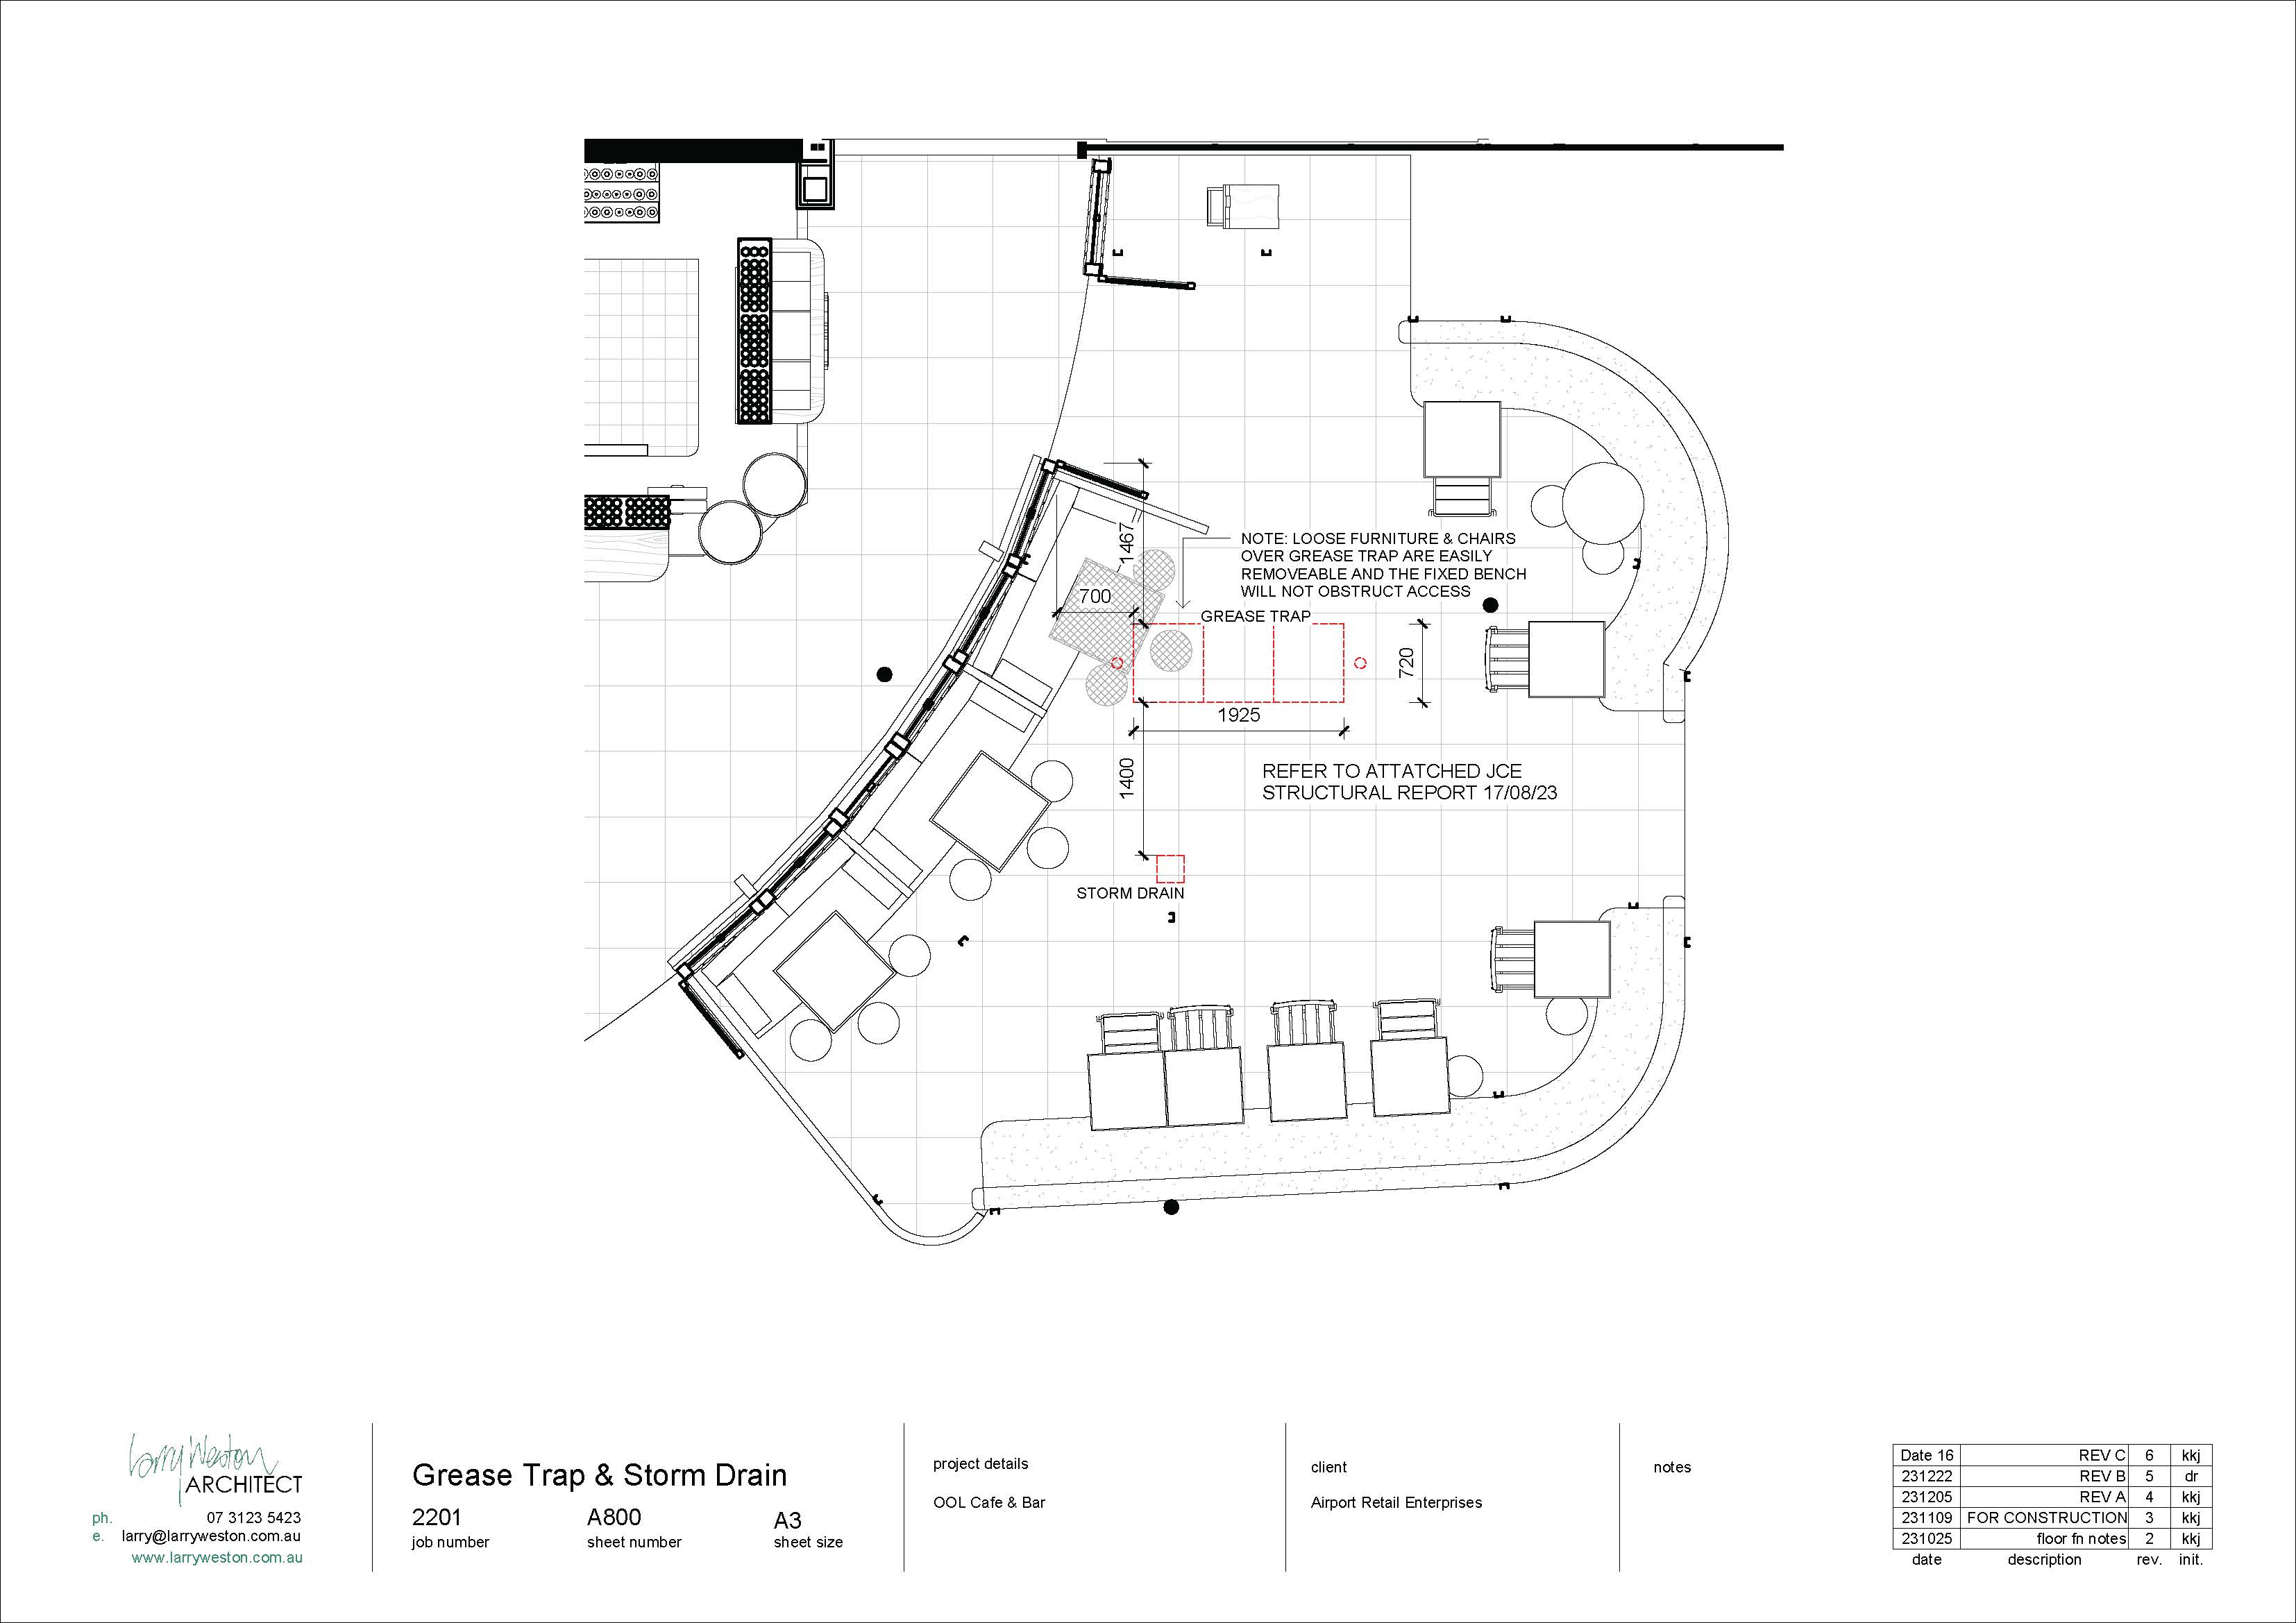 1467
NOTE: LOOSE FURNITURE & CHAIRS
OVER GREASE TRAP ARE EASILY
REMOVEABLE AND THE FIXED BENCH
WILL NOT OBSTRUCT ACCESS
700
GREASE TRAP
720
1925
1400
REFER TO ATTATCHED JCE
STRUCTURAL REPORT 17/08/23
STORM DRAIN
Larry Weston
ARCHITECT
ph. 07 3123 5423
e. larry@larryweston.com.au
www.larryweston.com.au
Grease Trap & Storm Drain
2201 A800 A3
job number sheet number sheet size
project details
OOL Cafe & Bar
client
Airport Retail Enterprises
notes
Date 16 REV C 6 kkj
231222 REV B 5 dr
231205 REV A 4 kkj
231109 FOR CONSTRUCTION 3 kkj
231025 floor fn notes 2 kkj
date description rev. init.